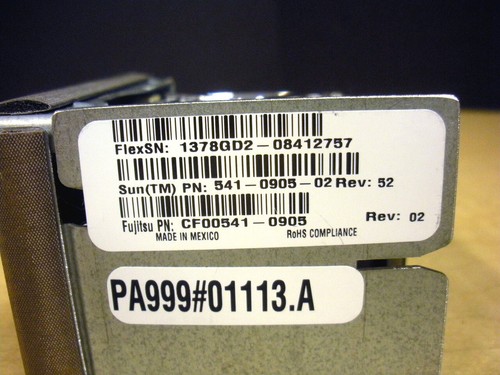 FlexSN: 1378GD2-08412757
Sun(TM) PN: 541-0905-02 Rev: 52
Fujitsu PN: CF00541-0905 Rev: 02
MADE IN MEXICO RoHS COMPLIANCE
PA999#01113.A